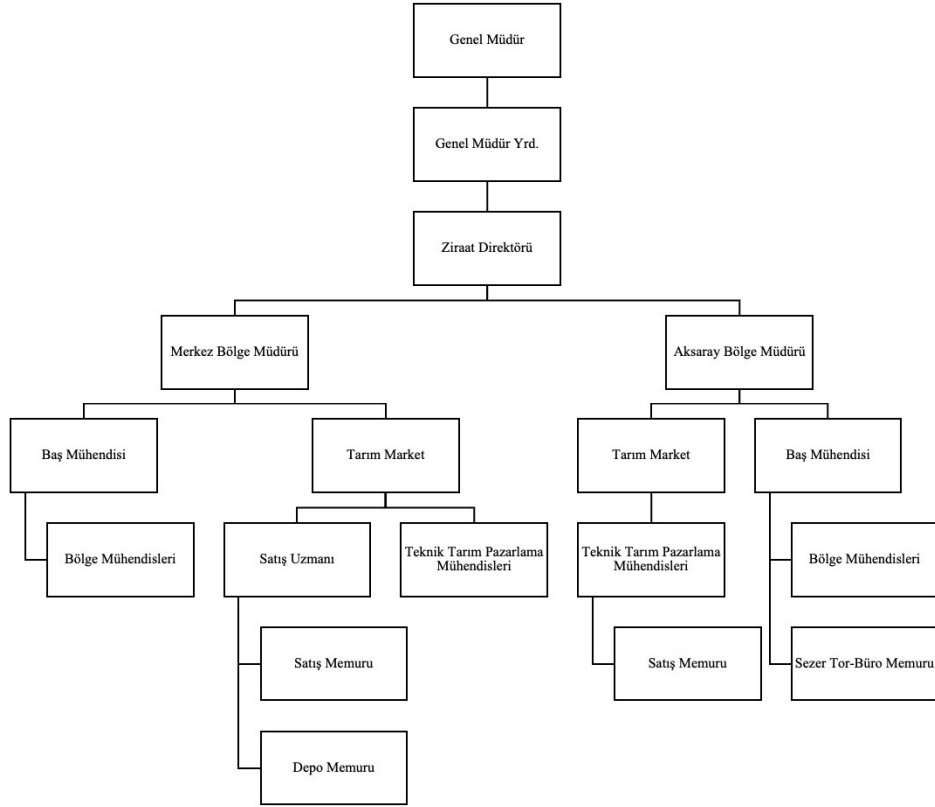 Genel Müdür
Genel Müdür Yrd.
Ziraat Direktörü
Merkez Bölge Müdürü
Aksaray Bölge Müdürü
Baş Mühendisi
Tarım Market
Tarım Market
Baş Mühendisi
Bölge Mühendisleri
Satış Uzmanı
Teknik Tarım Pazarlama
Mühendisleri
Teknik Tarım Pazarlama
Mühendisleri
Bölge Mühendisleri
Satış Memuru
Satış Memuru
Sezer Tor-Büro Memuru
Depo Memuru